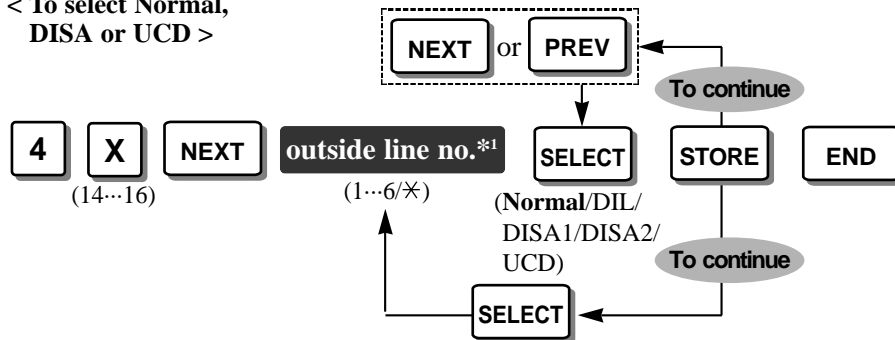 < To select Normal,
DISA or UCD >
NEXT or PREV
To continue
4 X NEXT outside line no.*1 SELECT STORE END
(14···16) (1···6/✳) (Normal/DIL/
DISA1/DISA2/
UCD)
To continue
SELECT